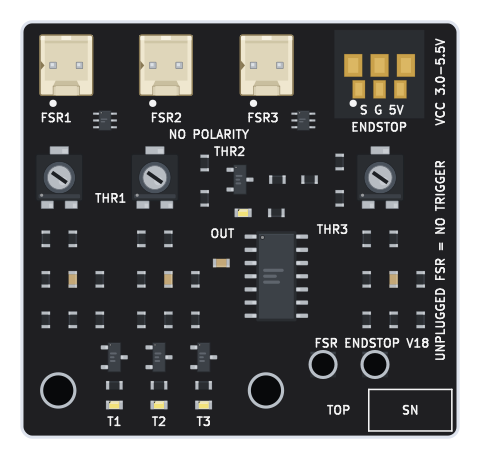 FSR1
FSR2
FSR3
S G 5V
ENDSTOP
VCC 3.0-5.5V
NO POLARITY
THR2
THR1
THR3
OUT
UNPLUGGED FSR = NO TRIGGER
FSR ENDSTOP V18
T1
T2
T3
TOP
SN